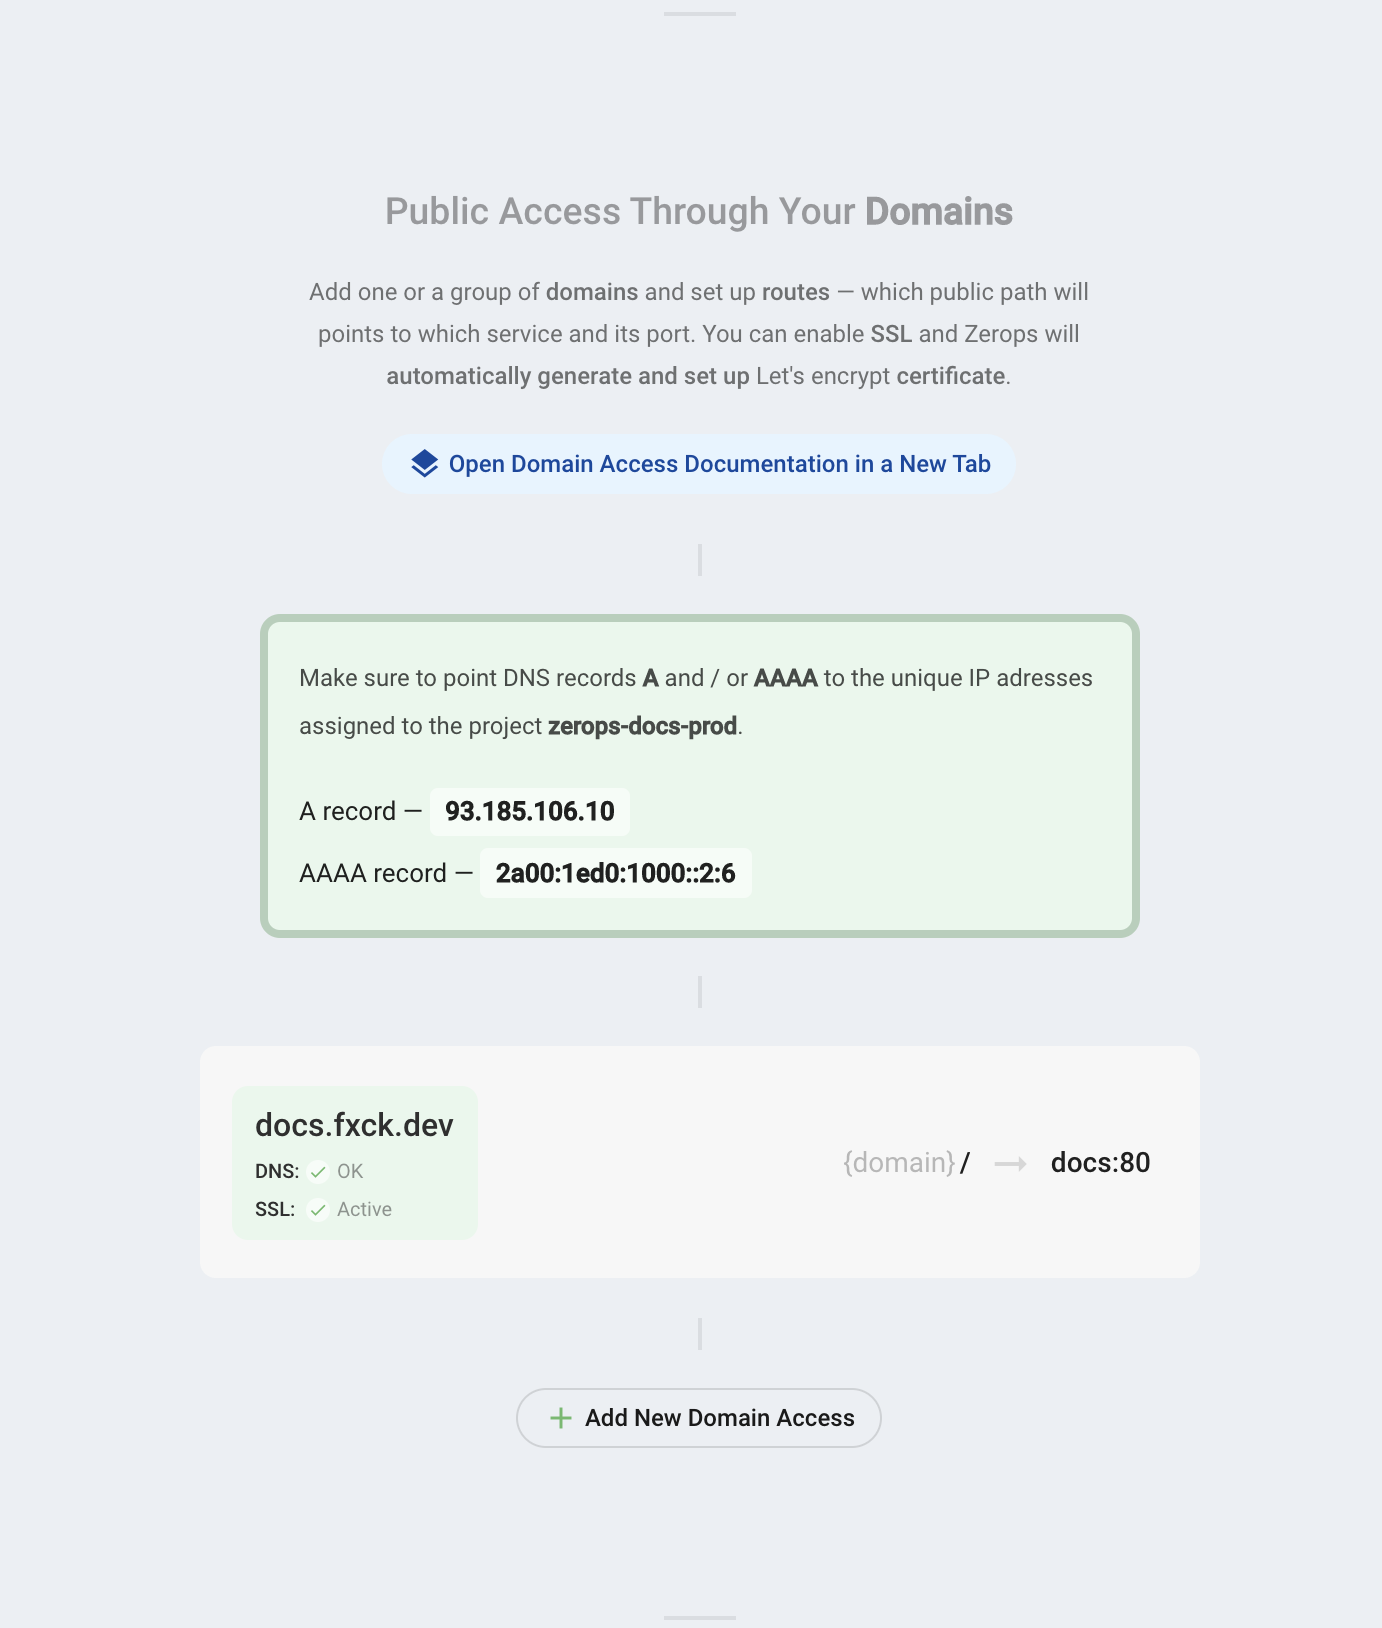 Public Access Through Your Domains
Add one or a group of domains and set up routes — which public path will
points to which service and its port. You can enable SSL and Zerops will
automatically generate and set up Let's encrypt certificate.
Open Domain Access Documentation in a New Tab
Make sure to point DNS records A and / or AAAA to the unique IP adresses
assigned to the project zerops-docs-prod.
A record — 93.185.106.10
AAAA record — 2a00:1ed0:1000::2:6
docs.fxck.dev
DNS: OK
SSL: Active
{domain} / → docs:80
Add New Domain Access